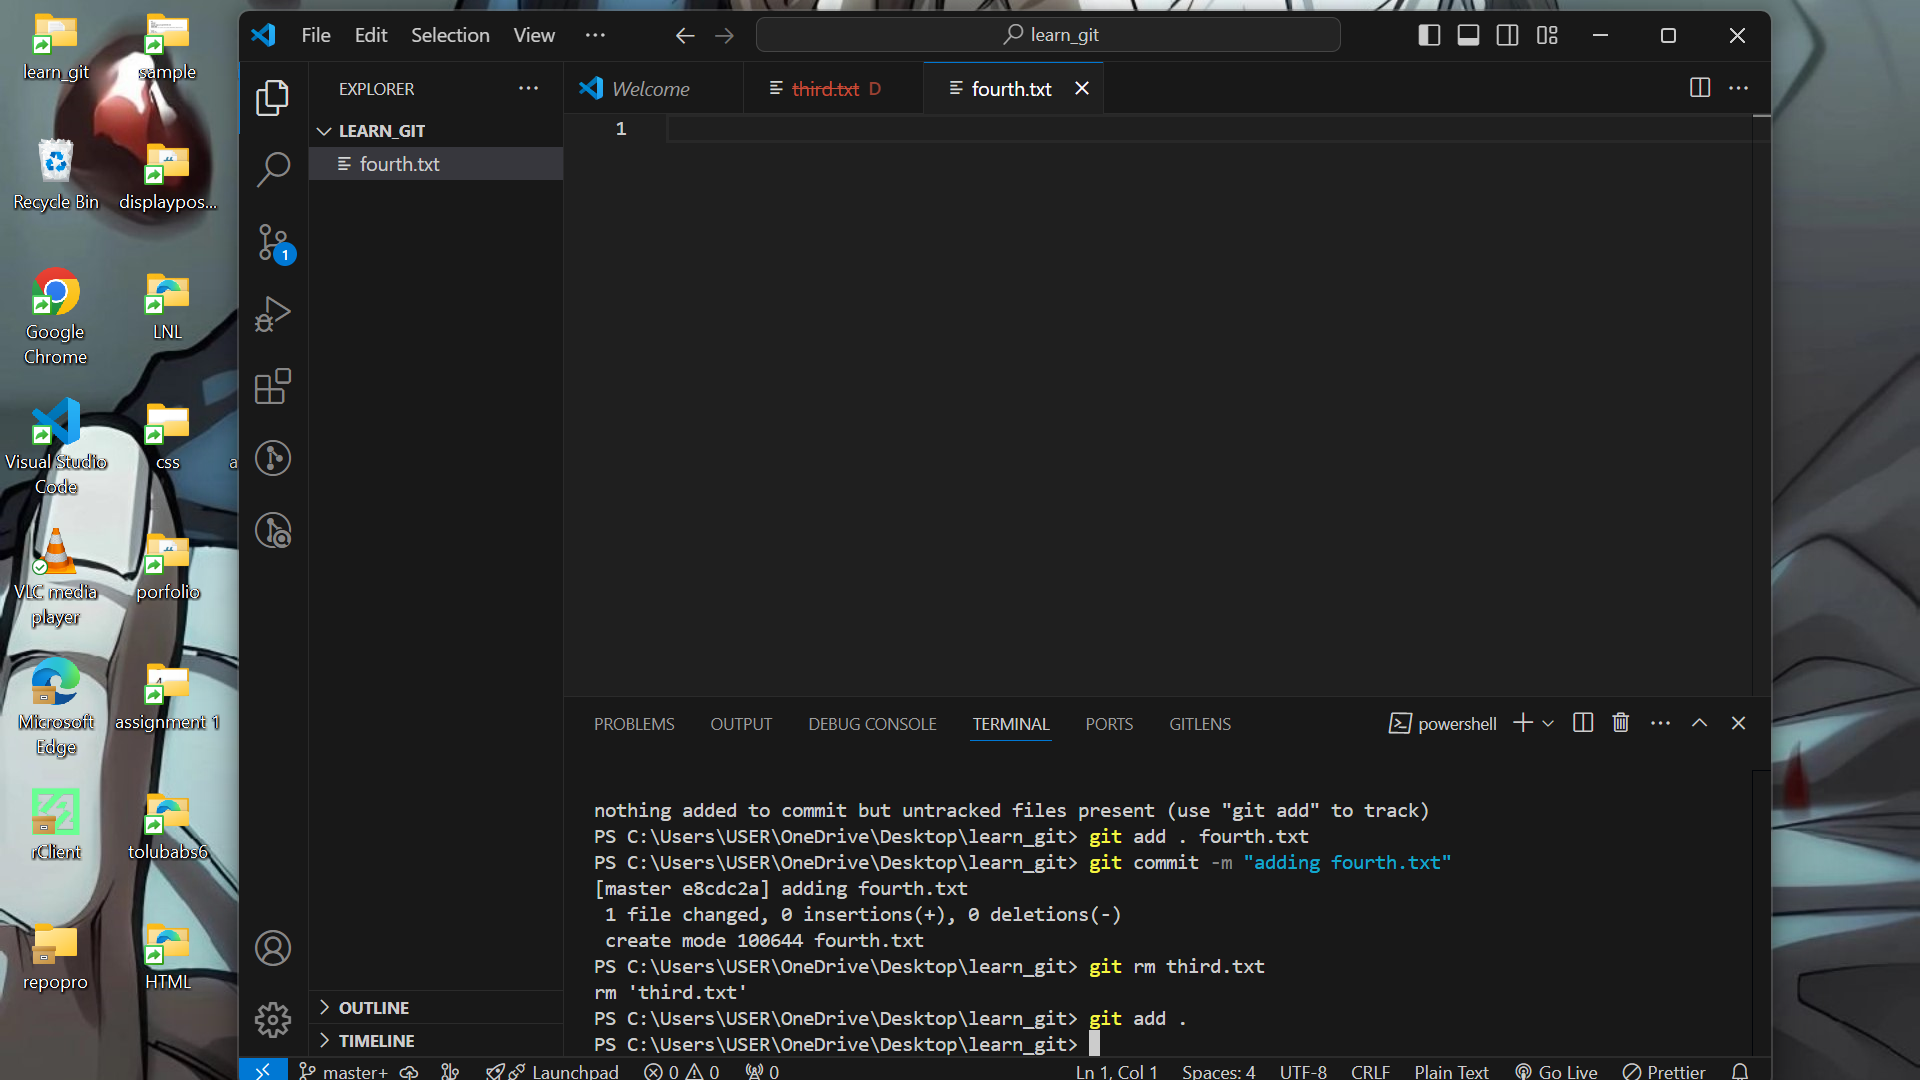 learn_git
sample
Recycle Bin
displaypos...
Google Chrome
LNL
Visual Studio Code
css
a
VLC media player
porfolio
Microsoft Edge
assignment 1
rClient
tolubabs6
repopro
HTML
File Edit Selection View ...
learn_git
EXPLORER
LEARN_GIT
fourth.txt
1
OUTLINE
TIMELINE
Welcome
third.txt D
fourth.txt
1
PROBLEMS OUTPUT DEBUG CONSOLE TERMINAL PORTS GITLENS
powershell
nothing added to commit but untracked files present (use "git add" to track)
PS C:\Users\USER\OneDrive\Desktop\learn_git> git add . fourth.txt
PS C:\Users\USER\OneDrive\Desktop\learn_git> git commit -m "adding fourth.txt"
[master e8cdc2a] adding fourth.txt
1 file changed, 0 insertions(+), 0 deletions(-)
create mode 100644 fourth.txt
PS C:\Users\USER\OneDrive\Desktop\learn_git> git rm third.txt
rm 'third.txt'
PS C:\Users\USER\OneDrive\Desktop\learn_git> git add .
PS C:\Users\USER\OneDrive\Desktop\learn_git>
master+ Launchpad 0 0 0 Ln 1, Col 1 Spaces: 4 UTF-8 CRLF Plain Text Go Live Prettier